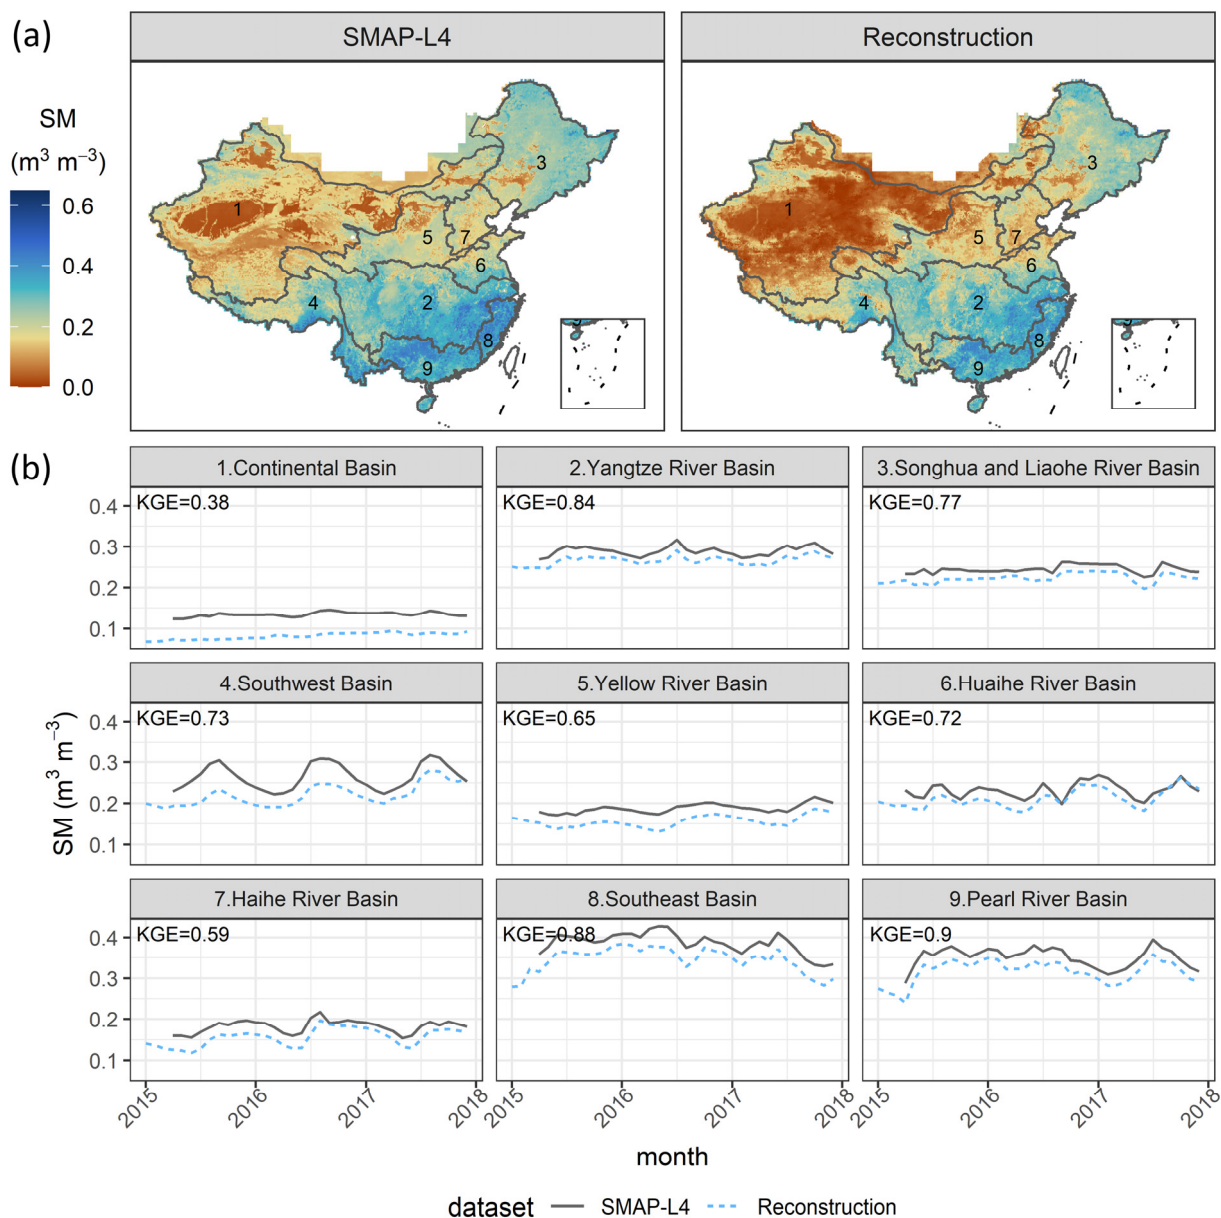 (a)
SMAP-L4
Reconstruction
SM
(m³ m⁻³)
0.6
0.4
0.2
0.0
1
2
3
4
5
6
7
8
9
9
1
2
3
4
5
6
7
8
9
9
(b)
1.Continental Basin
2.Yangtze River Basin
3.Songhua and Liaohe River Basin
KGE=0.38
KGE=0.84
KGE=0.77
0.4
0.3
0.2
0.1
4.Southwest Basin
5.Yellow River Basin
6.Huaihe River Basin
KGE=0.73
KGE=0.65
KGE=0.72
0.4
0.3
0.2
0.1
SM (m³ m⁻³)
7.Haihe River Basin
8.Southeast Basin
9.Pearl River Basin
KGE=0.59
KGE=0.88
KGE=0.9
0.4
0.3
0.2
0.1
2015
2016
2017
2018
2015
2016
2017
2018
2015
2016
2017
2018
month
dataset SMAP-L4 Reconstruction